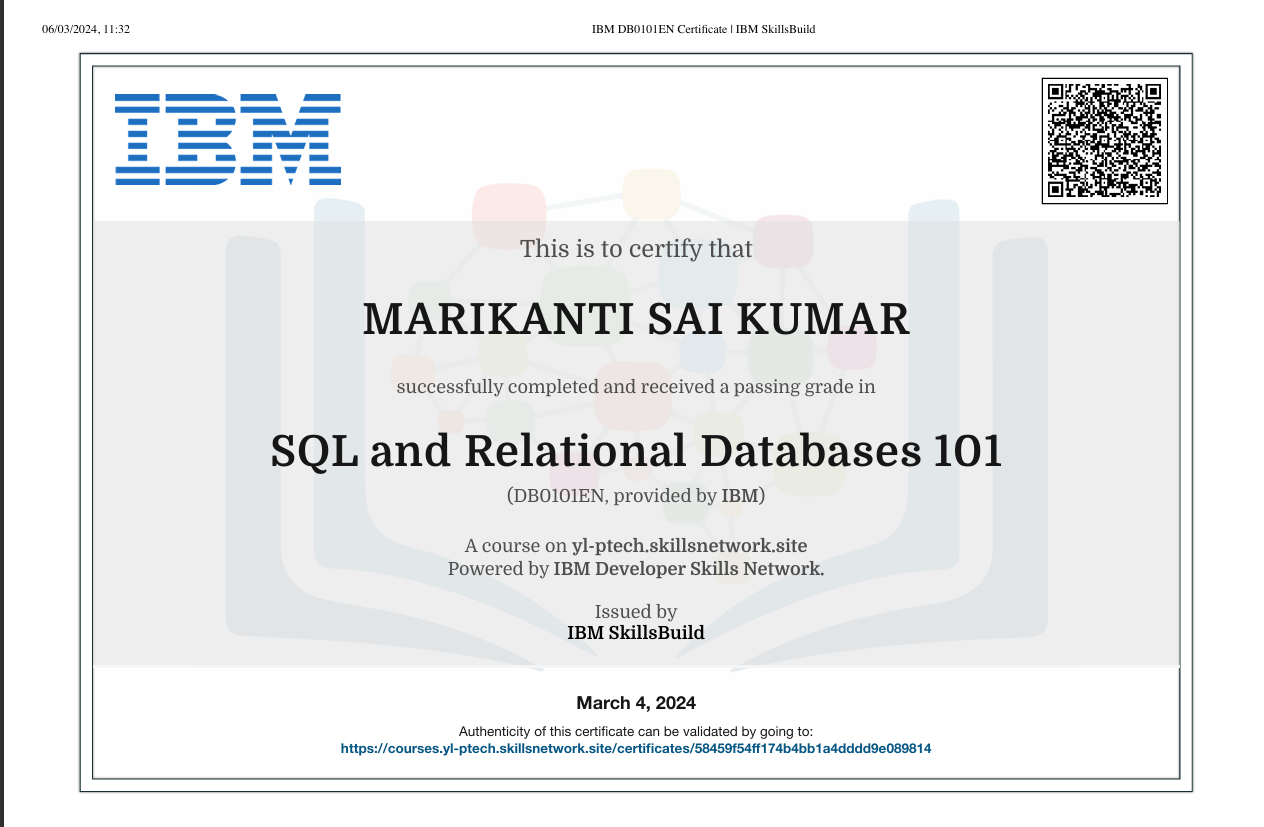 06/03/2024, 11:32
IBM DB0101EN Certificate | IBM SkillsBuild
IBM
This is to certify that
MARIKANTI SAI KUMAR
successfully completed and received a passing grade in
SQL and Relational Databases 101
(DB0101EN, provided by IBM)
A course on yl-ptech.skillsnetwork.site
Powered by IBM Developer Skills Network.
Issued by
IBM SkillsBuild
March 4, 2024
Authenticity of this certificate can be validated by going to:
https://courses.yl-ptech.skillsnetwork.site/certificates/58459f54ff174b4bb1a4dddd9e089814